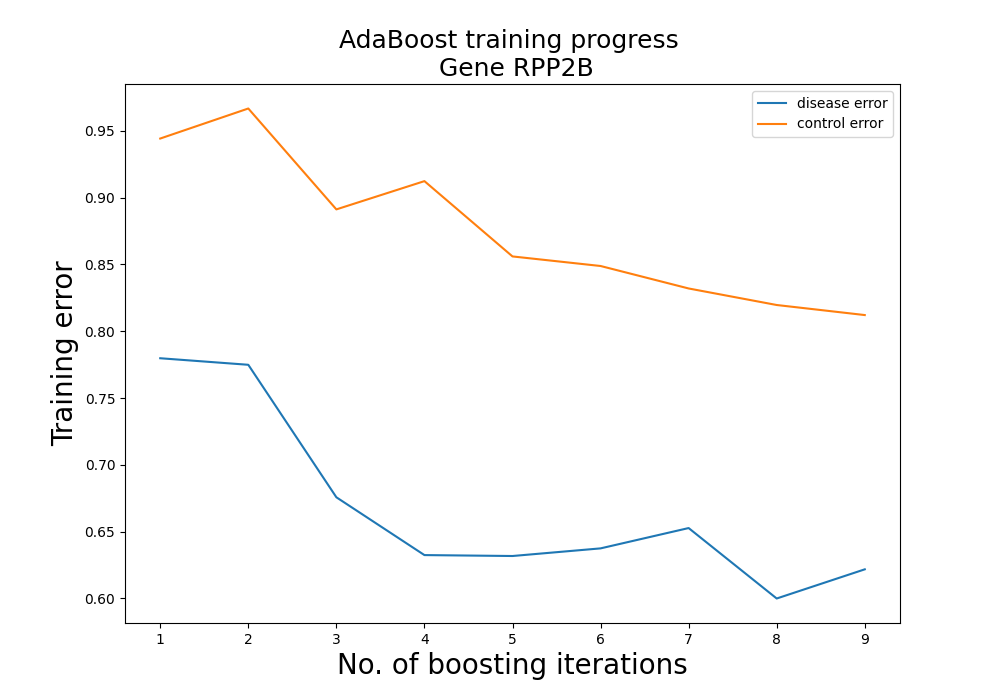 AdaBoost training progress
Gene RPP2B
disease error
control error
Training error
0.95
0.90
0.85
0.80
0.75
0.70
0.65
0.60
1 2 3 4 5 6 7 8 9
No. of boosting iterations